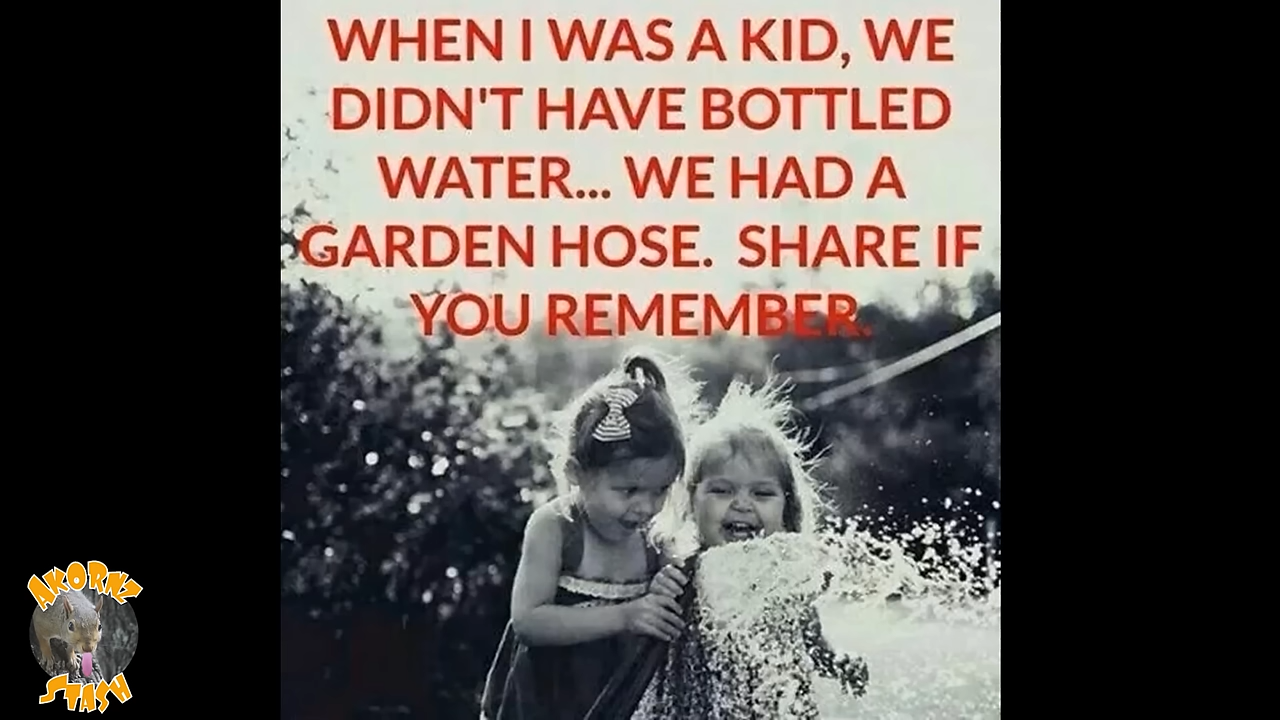 WHEN I WAS A KID, WE
DIDN'T HAVE BOTTLED
WATER... WE HAD A
GARDEN HOSE. SHARE IF
YOU REMEMBER.
AKORNZ
STASH